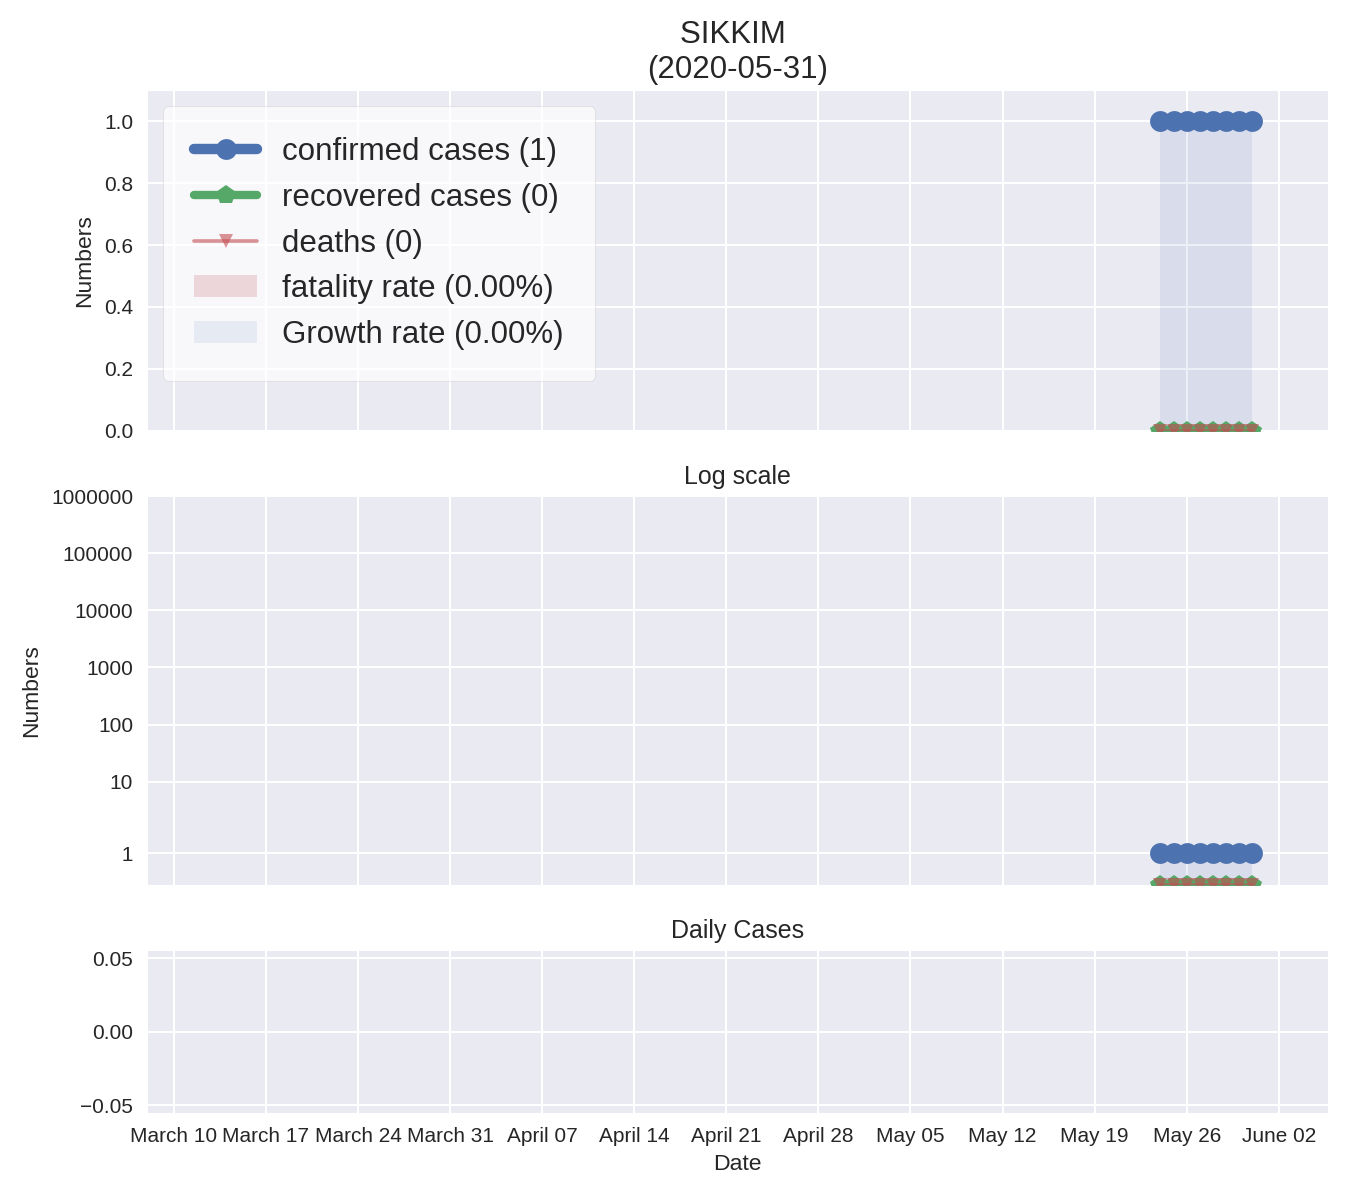 SIKKIM
(2020-05-31)
confirmed cases (1)
recovered cases (0)
deaths (0)
fatality rate (0.00%)
Growth rate (0.00%)
Numbers
1.0
0.8
0.6
0.4
0.2
0.0
Log scale
Numbers
1000000
100000
10000
1000
100
10
1
Daily Cases
0.05
0.00
−0.05
March 10 March 17 March 24 March 31 April 07 April 14 April 21 April 28 May 05 May 12 May 19 May 26 June 02
Date